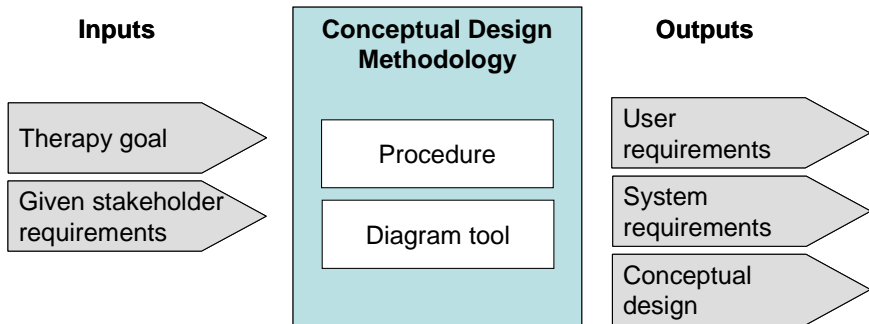 Inputs
Therapy goal
Given stakeholder
requirements
Conceptual Design
Methodology
Procedure
Diagram tool
Outputs
User
requirements
System
requirements
Conceptual
design